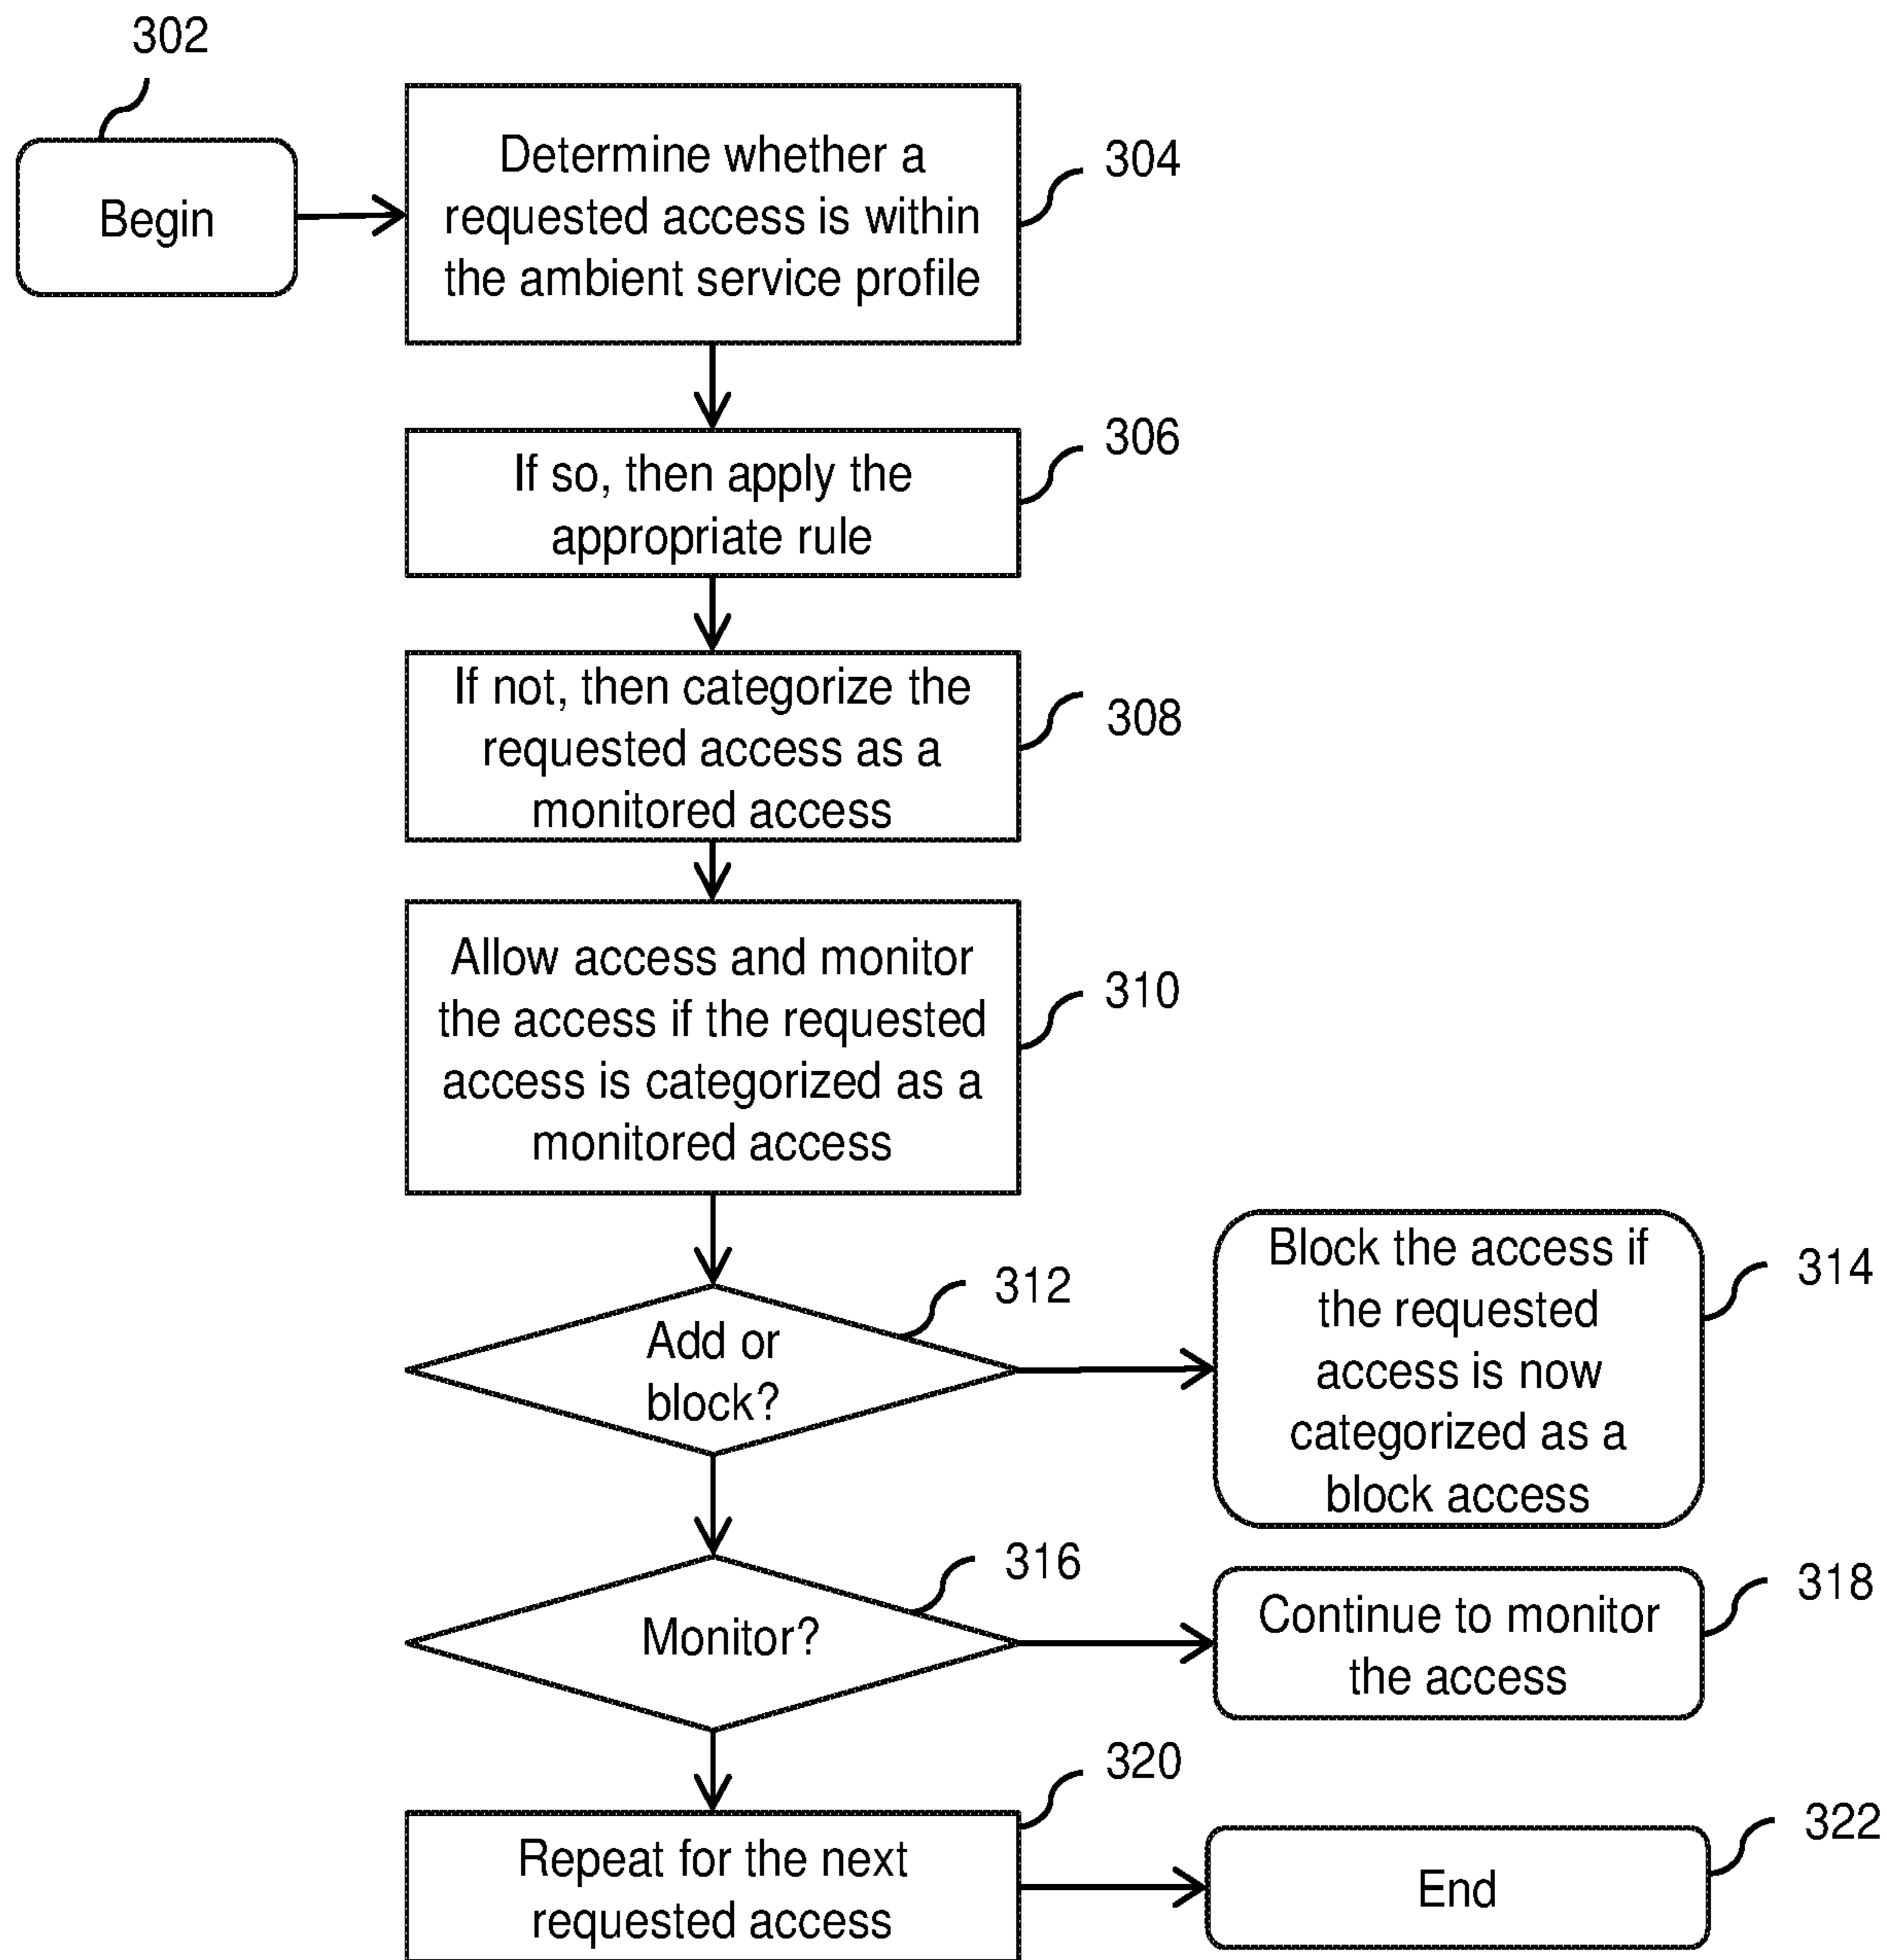 302
Begin
Determine whether a
requested access is within
the ambient service profile
304
If so, then apply the
appropriate rule
306
If not, then categorize the
requested access as a
monitored access
308
Allow access and monitor
the access if the requested
access is categorized as a
monitored access
310
Add or
block?
312
Block the access if
the requested
access is now
categorized as a
block access
314
Monitor?
316
Continue to monitor
the access
318
Repeat for the next
requested access
320
End
322